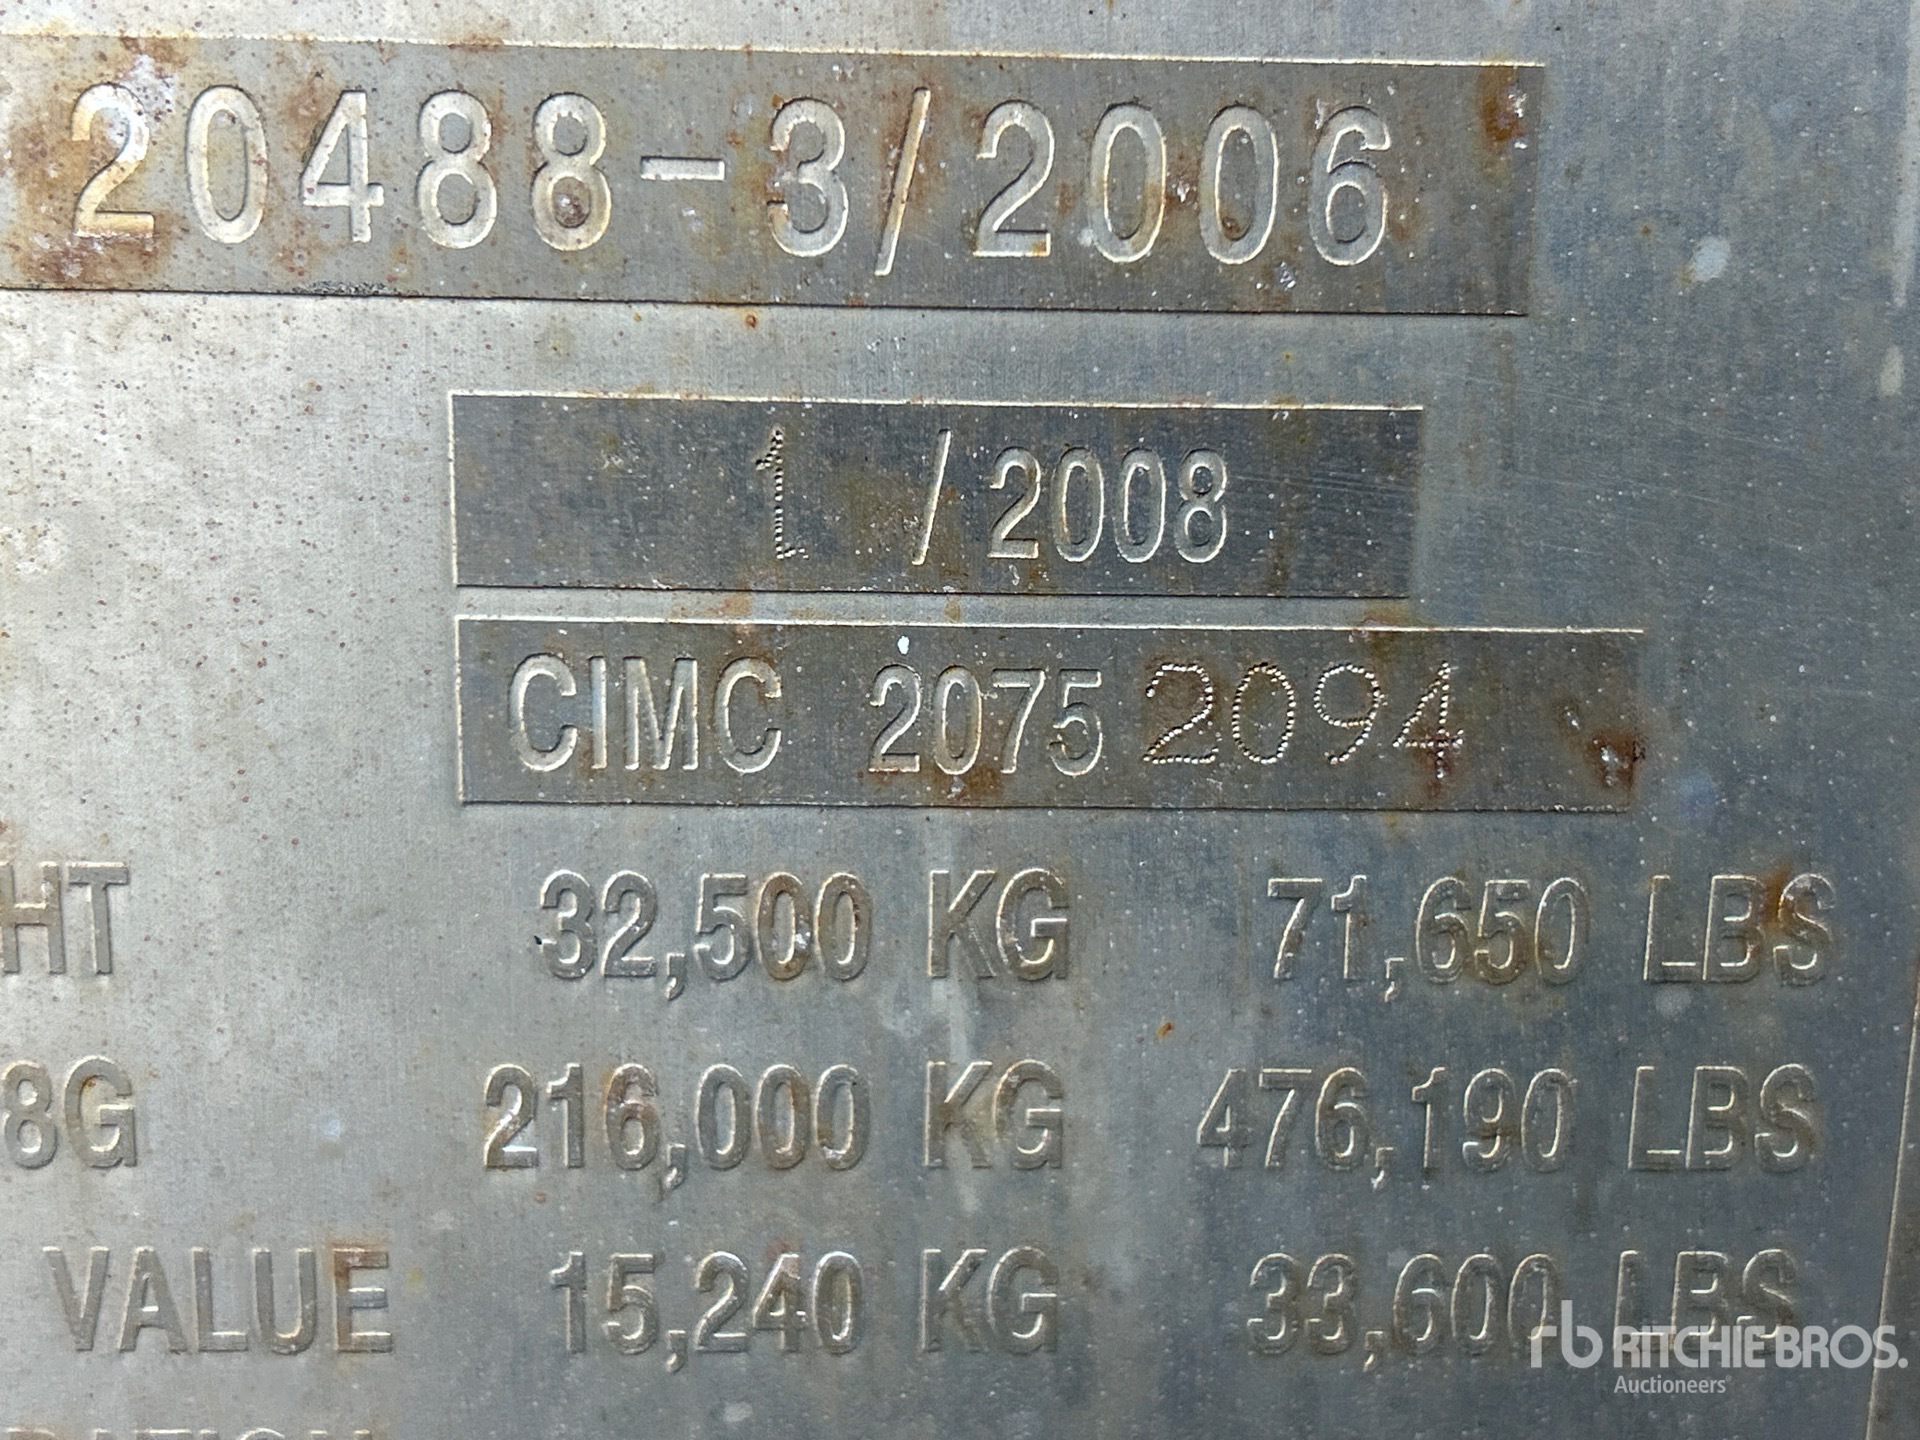 20488-3/2006
1 /2008
CIMC 2075 2094
HT 32,500 KG 71,650 LBS
8G 216,000 KG 476,190 LBS
VALUE 15,240 KG 33,600 LBS
rb RITCHIE BROS.
Auctioneers